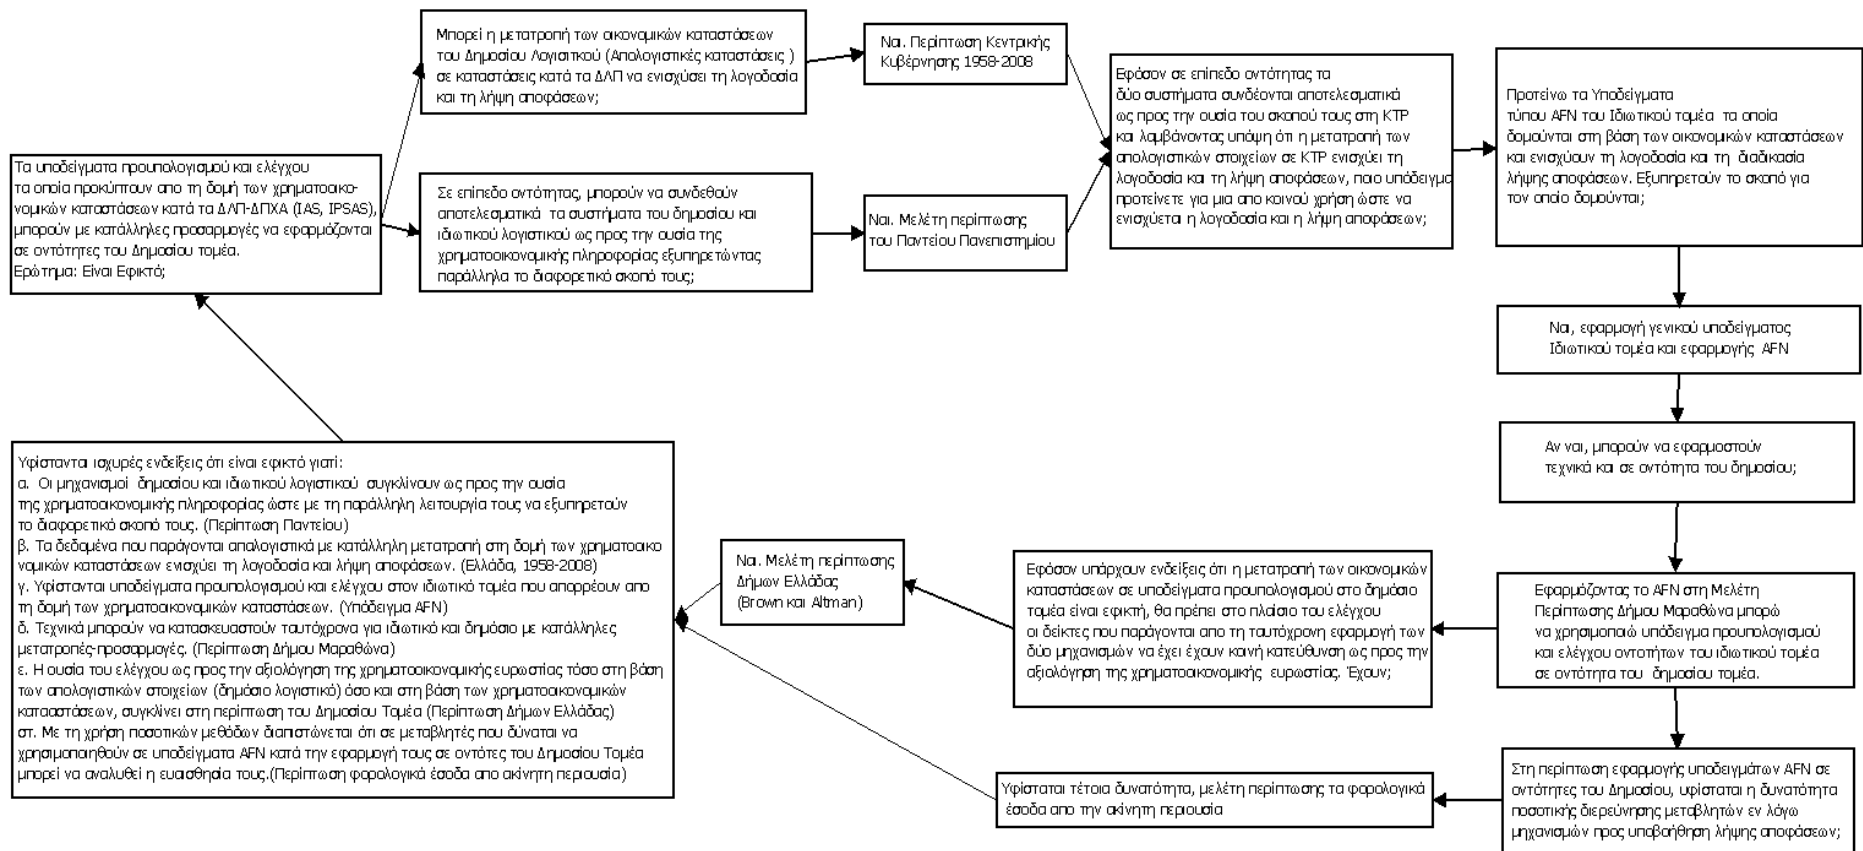 Τα υποδείγματα προυπολογισμού και ελέγχου
τα οποία προκύπτουν απο τη δομή των χρηματοοικο-
νομικών καταστάσεων κατά τα ΔΛΠ-ΔΠΧΑ (IAS, IPSAS),
μπορούν με κατάλληλες προσαρμογές να εφαρμόζονται
σε οντότητες του Δημοσίου τομέα.
Ερώτημα: Είναι Εφικτό;
Μπορεί η μετατροπή των οικονομικών καταστάσεων
του Δημοσίου Λογισιτκού (Απολογιστικές καταστάσεις )
σε καταστάσεις κατά τα ΔΛΠ να ενισχύσει τη λογοδοσία
και τη λήψη αποφάσεων;
Σε επίπεδο οντότητας, μπορούν να συνδεθούν
αποτελεσματικά τα συστήματα του δημοσίου και
ιδιωτικού λογιστικού ως προς την ουσία της
χρηματοοικονομικής πληροφορίας εξυπηρετώντας
παράλληλα το διαφορετικό σκοπό τους;
Ναι. Περίπτωση Κεντρικής
Κυβέρνησης 1958-2008
Ναι. Μελέτη περίπτωσης
του Παντείου Πανεπιστημίου
Εφόσον σε επίπεδο οντότητας τα
δύο συστήματα συνδέονται αποτελεσματικά
ως προς την ουσία του σκοπού τους στη ΚΤΡ
και λαμβάνοντας υπόψη ότι η μετατροπή των
απολογιστικών στοιχείων σε ΚΤΡ ενισχύει τη
λογοδοσία και τη λήψη αποφάσεων, ποιο υπόδειγμα
προτείνετε για μια απο κοινού χρήση ώστε να
ενισχύεται η λογοδοσία και η λήψη αποφάσεων;
Προτείνω τα Υποδείγματα
τύπου AFN του Ιδιωτικού τομέα τα οποία
δομούνται στη βάση των οικονομικών καταστάσεων
και ενισχύουν τη λογοδοσία και τη διαδικασία
λήψης αποφάσεων. Εξυπηρετούν το σκοπό για
τον οποίο δομούνται;
Ναι, εφαρμογή γενικού υποδείγματος
Ιδιωτικού τομέα και εφαρμογής AFN
Αν ναι, μπορούν να εφαρμοστούν
τεχνικά και σε οντότητα του δημοσίου;
Εφαρμόζοντας το AFN στη Μελέτη
Περίπτωσης Δήμου Μαραθώνα μπορώ
να χρησιμοποιώ υπόδειγμα προυπολογισμού
και ελέγχου οντοτήτων του ιδιωτικού τομέα
σε οντότητα του δημοσίου τομέα.
Στη περίπτωση εφαρμογής υποδειγμάτων AFN σε
οντότητες του Δημοσίου, υφίσταται η δυνατότητα
ποσοτικής διερεύνησης μεταβλητών εν λόγω
μηχανισμών προς υποβοήθηση λήψης αποφάσεων;
Εφόσον υπάρχουν ενδείξεις ότι η μετατροπή των οικονομικών
καταστάσεων σε υποδείγματα προυπολογισμού στο δημόσιο
τομέα είναι εφικτή, θα πρέπει στο πλαίσιο του ελέγχου
οι δείκτες που παράγονται απο τη ταυτόχρονη εφαρμογή των
δύο μηχανισμών να έχει έχουν κοινή κατεύθυνση ως προς την
αξιολόγηση της χρηματοοικονομικής ευρωστίας. Έχουν;
Υφίσταται τέτοια δυνατότητα, μελέτη περίπτωσης τα φορολογικά
έσοδα απο την ακίνητη περιουσία
Ναι. Μελέτη περίπτωσης
Δήμων Ελλάδας
(Brown και Altman)
Υφίστανται ισχυρές ενδείξεις ότι είναι εφικτό γιατί:
α. Οι μηχανισμοί δημοσίου και ιδιωτικού λογιστικού συγκλίνουν ως προς την ουσία
της χρηματοοικονομικής πληροφορίας ώστε με τη παράλληλη λειτουργία τους να εξυπηρετούν
το διαφορετικό σκοπό τους. (Περίπτωση Παντείου)
β. Τα δεδομένα που παράγονται απαλογιστικά με κατάλληλη μετατροπή στη δομή των χρηματοοικο
νομικών καταστάσεων ενισχύει τη λογοδοσία και λήψη αποφάσεων. (Ελλάδα, 1958-2008)
γ. Υφίστανται υποδείγματα προυπολογισμού και ελέγχου στον ιδιωτικό τομέα που απορρέουν απο
τη δομή των χρηματοοικονομικών καταστάσεων. (Υπόδειγμα AFN)
δ. Τεχνικά μπορούν να κατασκευαστούν ταυτόχρονα για ιδιωτικό και δημόσιο με κατάλληλες
μετατροπές-προσαρμογές. (Περίπτωση Δήμου Μαραθώνα)
ε. Η ουσία του ελέγχου ως προς την αξιολόγηση της χρηματοοικονομικής ευρωστίας τόσο στη βάση
των απολογιστικών στοιχείων (δημόσιο λογιστικό) όσο και στη βάση των χρηματοοικονομικών
κατααστάσεων, συγκλίνει στη περίπτωση του Δημοσίου Τομέα (Περίπτωση Δήμων Ελλάδας)
στ. Με τη χρήση ποσοτικών μεθόδων διαπιστώνεται ότι σε μεταβλητές που δύναται να
χρησιμοποιηθούν σε υποδείγματα AFN κατά την εφαρμογή τους σε οντότες του Δημοσίου Τομέα
μπορεί να αναλυθεί η ευαισθησία τους.(Περίπτωση φορολογικά έσοδα απο ακίνητη περιουσία)